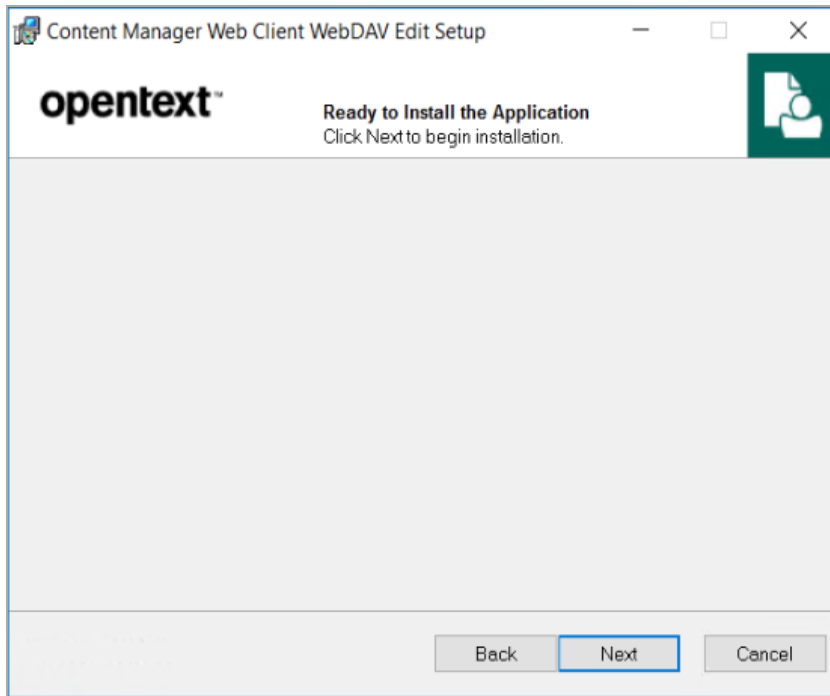 Content Manager Web Client WebDAV Edit Setup
opentext™
Ready to Install the Application
Click Next to begin installation.
Back Next Cancel